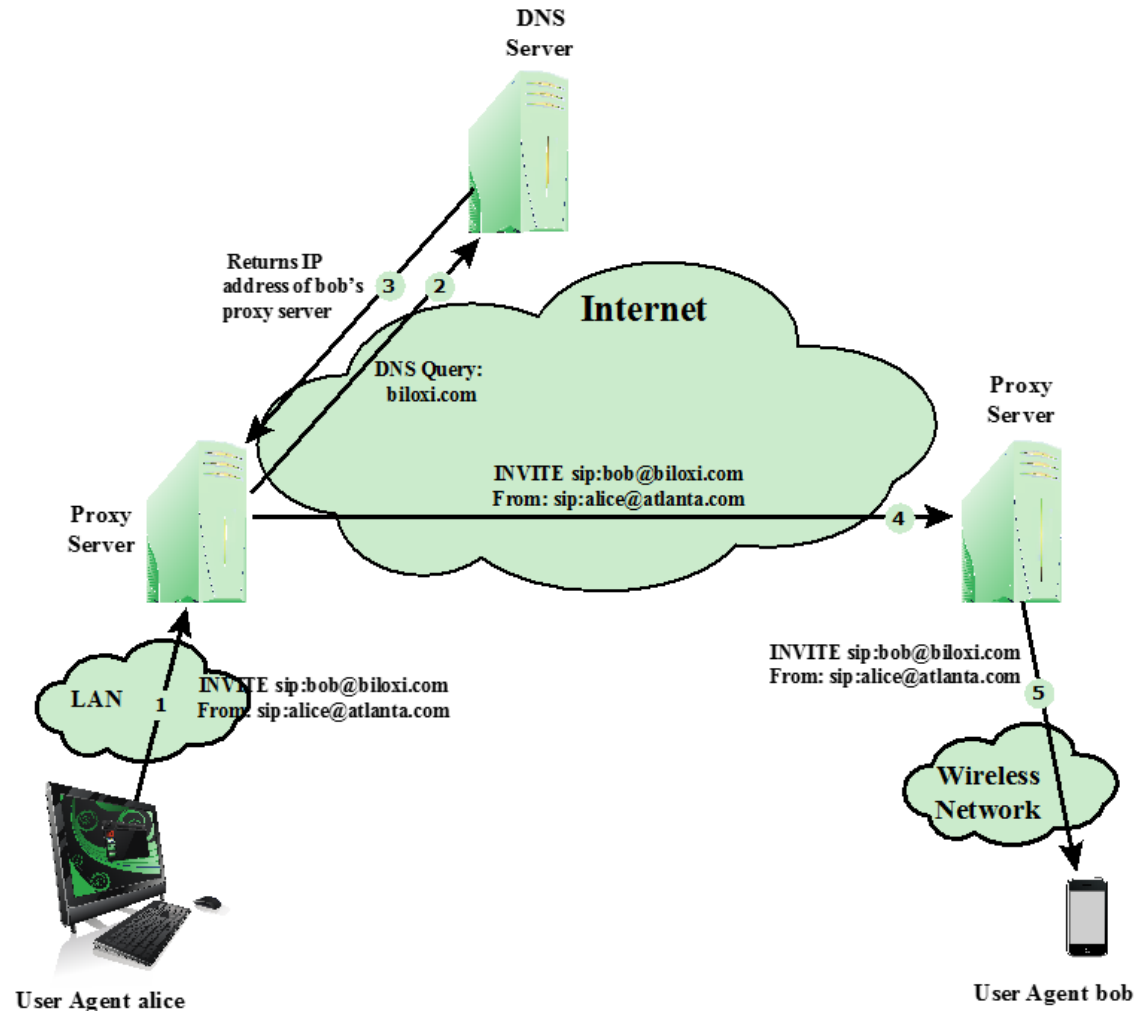 DNS
Server
Returns IP
address of bob's
proxy server
3
2
Internet
DNS Query:
biloxi.com
Proxy
Server
INVITE sip:bob@biloxi.com
From: sip:alice@atlanta.com
Proxy
Server
4
INVITE sip:bob@biloxi.com
From: sip:alice@atlanta.com
5
LAN
1
INVITE sip:bob@biloxi.com
From: sip:alice@atlanta.com
Wireless
Network
User Agent alice
User Agent bob